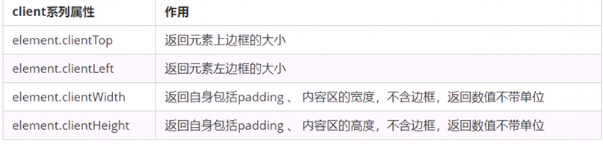 client系列属性 作用
element.clientTop 返回元素上边框的大小
element.clientLeft 返回元素左边框的大小
element.clientWidth 返回自身包括padding 、 内容区的宽度，不含边框，返回数值不带单位
element.clientHeight 返回自身包括padding 、 内容区的高度，不含边框，返回数值不带单位